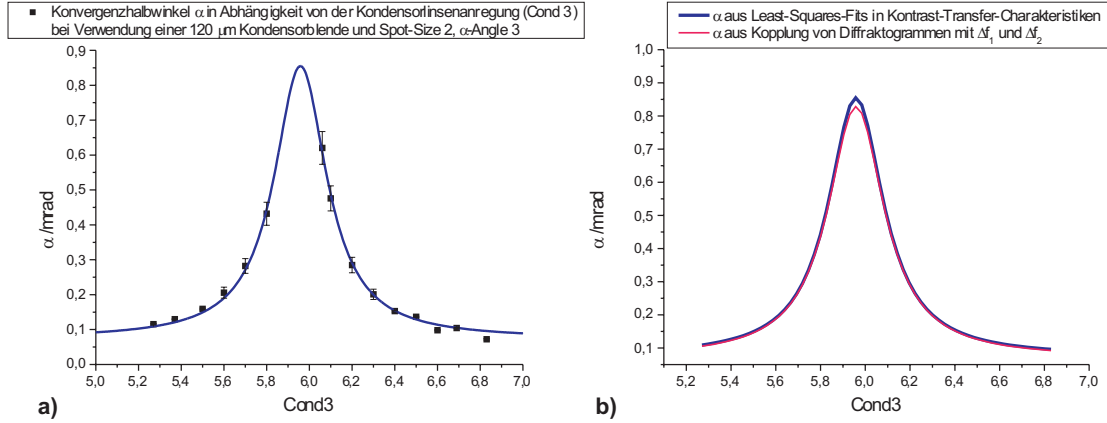 Konvergenzhalbwinkel α in Abhängigkeit von der Kondensorlinsenanregung (Cond 3)
bei Verwendung einer 120 μm Kondensorblende und Spot-Size 2, α-Angle 3
0,9
0,8
0,7
0,6
0,5
0,4
0,3
0,2
0,1
0,0
α /mrad
5,0 5,2 5,4 5,6 5,8 6,0 6,2 6,4 6,6 6,8 7,0
Cond3
a)
α aus Least-Squares-Fits in Kontrast-Transfer-Charakteristiken
α aus Kopplung von Diffraktogrammen mit Δf₁ und Δf₂
1,0
0,9
0,8
0,7
0,6
0,5
0,4
0,3
0,2
0,1
α /mrad
5,2 5,4 5,6 5,8 6,0 6,2 6,4 6,6 6,8 7,0
Cond3
b)